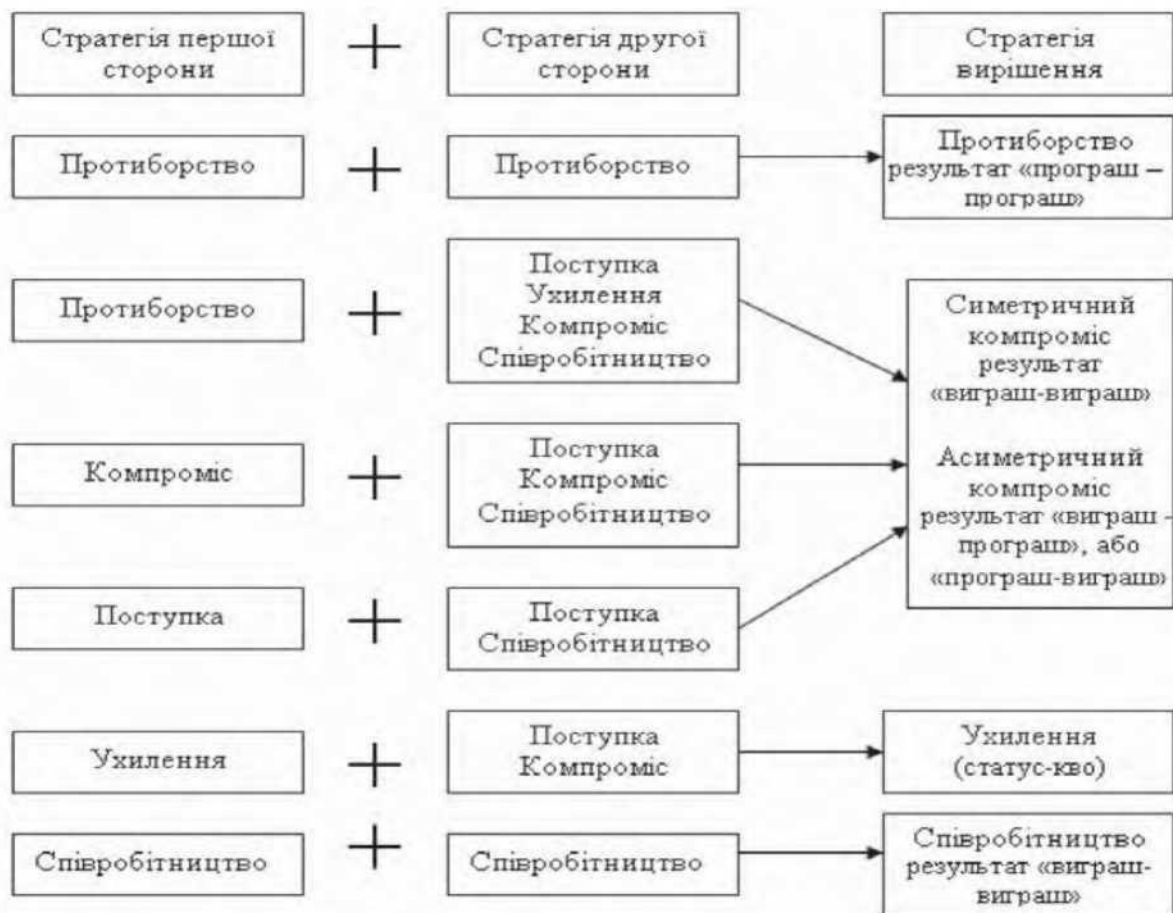 Стратегія першої
сторони
+
Стратегія другої
сторони
Стратегія
вирішення
Протиборство
+
Протиборство
Протиборство
результат «програш –
програш»
Протиборство
+
Поступка
Ухилення
Компроміс
Співробітництво
Симетричний
компроміс
результат
«виграш-виграш»
Компроміс
+
Поступка
Компроміс
Співробітництво
Асиметричний
компроміс
результат «виграш –
програш», або
«програш-виграш»
Поступка
+
Поступка
Співробітництво
Ухилення
+
Поступка
Компроміс
Ухилення
(статус-кво)
Співробітництво
+
Співробітництво
Співробітництво
результат «виграш-
виграш»